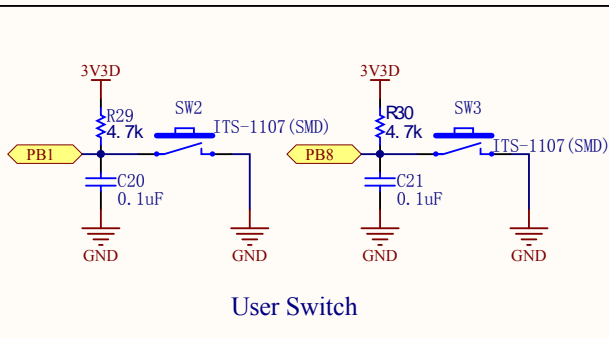 3V3D
R29
4.7k
SW2
ITS-1107(SMD)
PB1
C20
0.1uF
GND
GND
3V3D
R30
4.7k
SW3
ITS-1107(SMD)
PB8
C21
0.1uF
GND
GND
User Switch